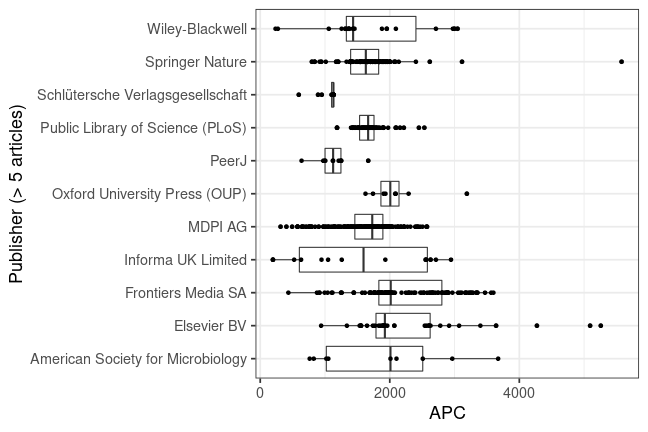 Publisher (> 5 articles)
Wiley-Blackwell
Springer Nature
Schlütersche Verlagsgesellschaft
Public Library of Science (PLoS)
PeerJ
Oxford University Press (OUP)
MDPI AG
Informa UK Limited
Frontiers Media SA
Elsevier BV
American Society for Microbiology
0 2000 4000
APC